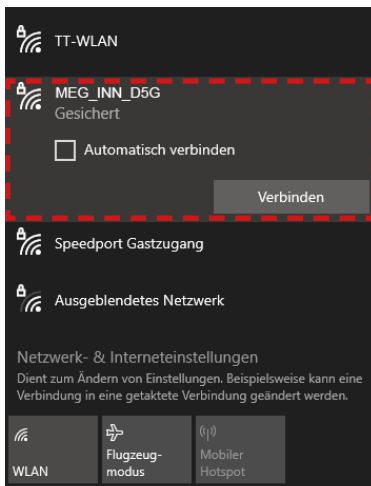 TT-WLAN
MEG_INN_D5G
Gesichert
Automatisch verbinden
Verbinden
Speedport Gastzugang
Ausgeblendetes Netzwerk
Netzwerk- & Interneteinstellungen
Dient zum Ändern von Einstellungen. Beispielsweise kann eine
Verbindung in eine getaktete Verbindung geändert werden.
WLAN
Flugzeug-
modus
Mobiler
Hotspot